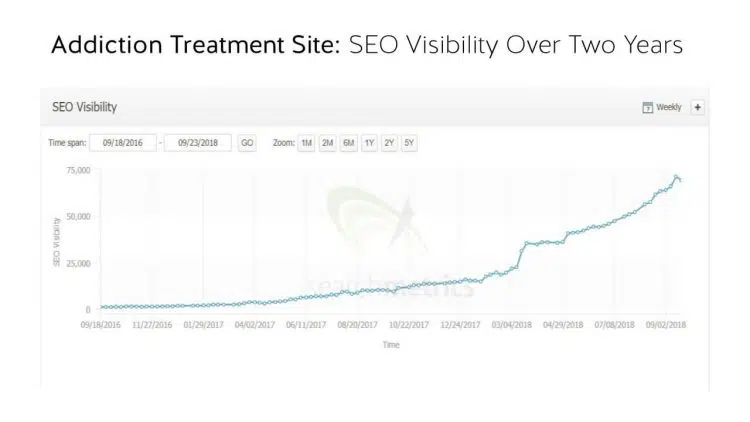 Addiction Treatment Site: SEO Visibility Over Two Years
SEO Visibility
Weekly +
Time span: 09/18/2016 - 09/23/2018 GO Zoom: 1M 2M 6M 1Y 2Y 5Y
75,000
50,000
25,000
0
SEO Visibility
searchmetrics
09/18/2016 11/27/2016 01/29/2017 04/02/2017 06/11/2017 08/20/2017 10/22/2017 12/24/2017 03/04/2018 04/29/2018 07/08/2018 09/02/2018
Time